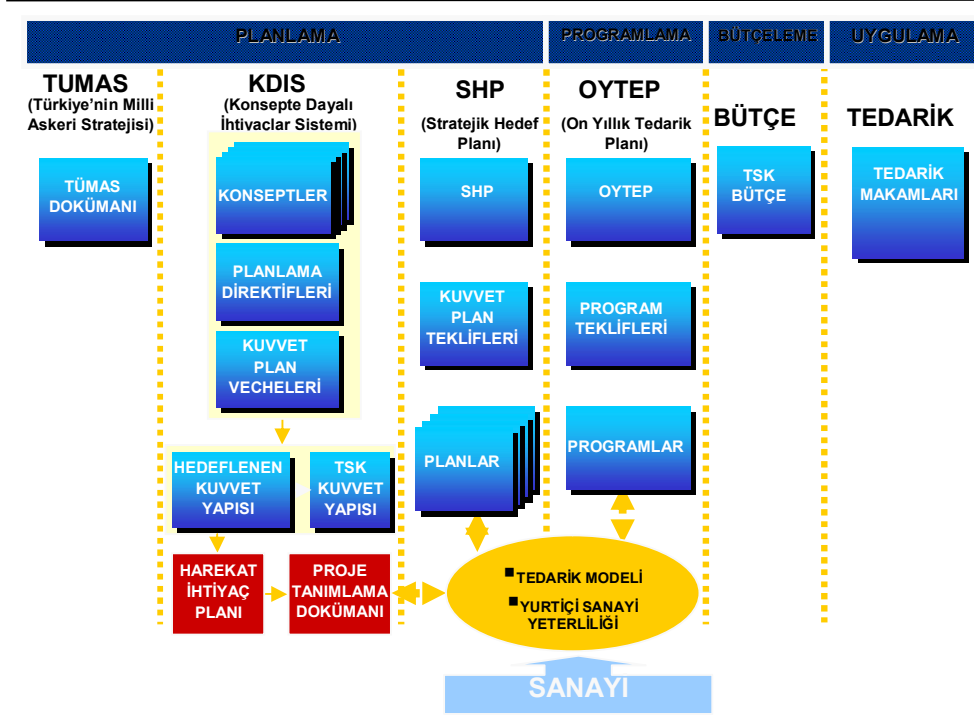 PLANLAMA
PROGRAMLAMA
BÜTÇELEME
UYGULAMA
TUMAS
(Türkiye'nin Milli
Askeri Stratejisi)
TÜMAS
DOKÜMANI
KDIS
(Konsepte Dayalı
İhtivaclar Sistemi)
KONSEPTLER
PLANLAMA
DİREKTİFLERİ
KUVVET
PLAN
VECHELERİ
HEDEFLENEN
KUVVET
YAPISI
TSK
KUVVET
YAPISI
HAREKAT
İHTİYAÇ
PLANI
PROJE
TANIMLAMA
DOKÜMANI
SHP
(Stratejik Hedef
Planı)
SHP
KUVVET
PLAN
TEKLİFLERİ
PLANLAR
OYTEP
(On Yıllık Tedarik
Planı)
OYTEP
PROGRAM
TEKLİFLERİ
PROGRAMLAR
BÜTÇE
TSK
BÜTÇE
TEDARİK
TEDARİK
MAKAMLARI
▪TEDARİK MODELİ
▪YURTİÇİ SANAYİ
YETERLİLİĞİ
SANAYİ